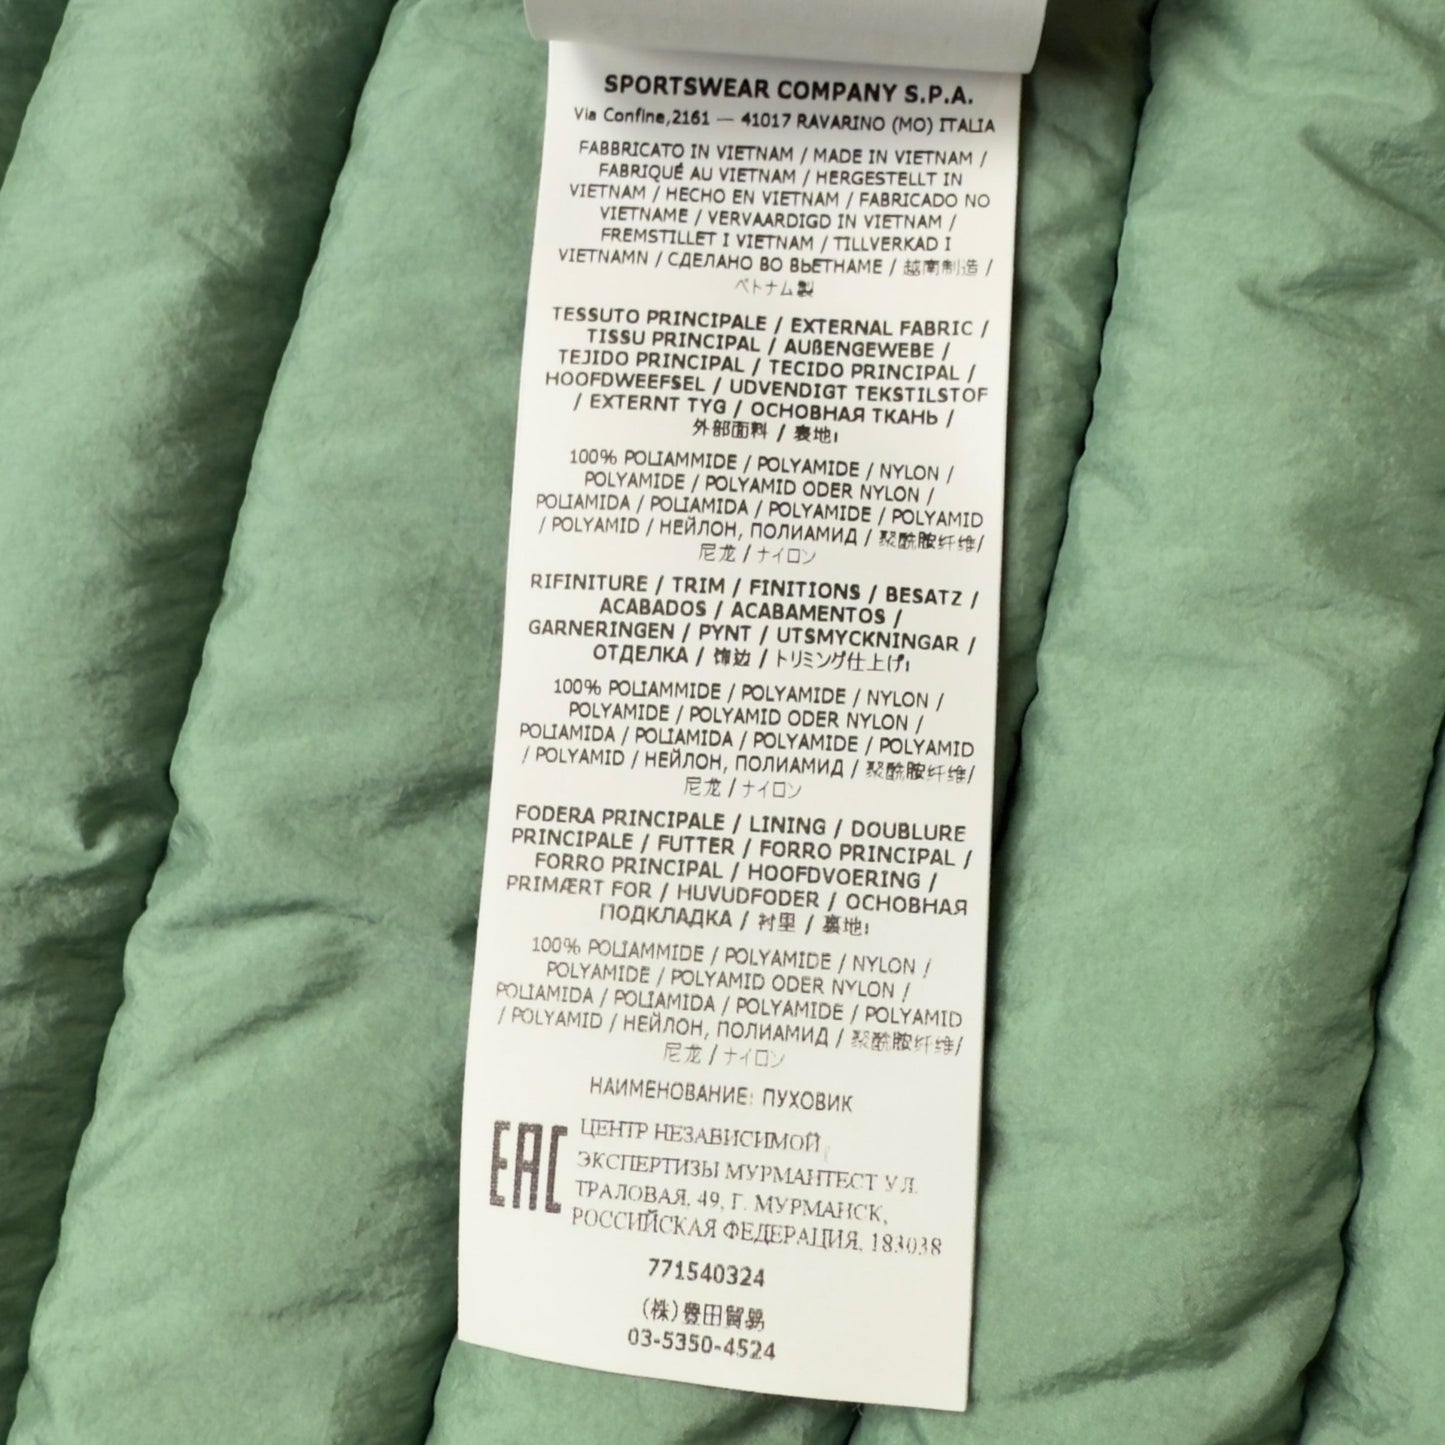 SPORTSWEAR COMPANY S.P.A.
Via Confine,2161 — 41017 RAVARINO (MO) ITALIA
FABBRICATO IN VIETNAM / MADE IN VIETNAM /
FABRIQUÉ AU VIETNAM / HERGESTELLT IN
VIETNAM / HECHO EN VIETNAM / FABRICADO NO
VIETNAME / VERVAARDIGD IN VIETNAM /
FREMSTILLET I VIETNAM / TILLVERKAD I
VIETNAMN / СДЕЛАНО ВО ВЬЕТНАМЕ / 越南制造 /
ベトナム製
TESSUTO PRINCIPALE / EXTERNAL FABRIC /
TISSU PRINCIPAL / AUßENGEWEBE /
TEJIDO PRINCIPAL / TECIDO PRINCIPAL /
HOOFDWEEFSEL / UDVENDIGT TEKSTILSTOF
/ EXTERNT TYG / ОСНОВНАЯ ТКАНЬ /
外部面料 / 裏地:
100% POLIAMMIDE / POLYAMIDE / NYLON /
POLYAMIDE / POLYAMID ODER NYLON /
POLIAMIDA / POLIAMIDA / POLYAMIDE / POLYAMID
/ POLYAMID / НЕЙЛОН, ПОЛИАМИД / 聚酰胺纤维/
尼龙 / ナイロン
RIFINITURE / TRIM / FINITIONS / BESATZ /
ACABADOS / ACABAMENTOS /
GARNERINGEN / PYNT / UTSMYCKNINGAR /
ОТДЕЛКА / 饰边 / トリミング仕上げ:
100% POLIAMMIDE / POLYAMIDE / NYLON /
POLYAMIDE / POLYAMID ODER NYLON /
POLIAMIDA / POLIAMIDA / POLYAMIDE / POLYAMID
/ POLYAMID / НЕЙЛОН, ПОЛИАМИД / 聚酰胺纤维/
尼龙 / ナイロン
FODERA PRINCIPALE / LINING / DOUBLURE
PRINCIPALE / FUTTER / FORRO PRINCIPAL /
FORRO PRINCIPAL / HOOFDVOERING /
PRIMÆRT FOR / HUVUDFODER / ОСНОВНАЯ
ПОДКЛАДКА / 衬里 / 裏地:
100% POLIAMMIDE / POLYAMIDE / NYLON /
POLYAMIDE / POLYAMID ODER NYLON /
POLIAMIDA / POLIAMIDA / POLYAMIDE / POLYAMID
/ POLYAMID / НЕЙЛОН, ПОЛИАМИД / 聚酰胺纤维/
尼龙 / ナイロン
НАИМЕНОВАНИЕ: ПУХОВИК
EAC
ЦЕНТР НЕЗАВИСИМОЙ
ЭКСПЕРТИЗЫ МУРМАНТЕСТ УЛ.
ТРАЛОВАЯ, 49, Г. МУРМАНСК,
РОССИЙСКАЯ ФЕДЕРАЦИЯ, 183038
771540324
(株)豊田貿易
03-5350-4524